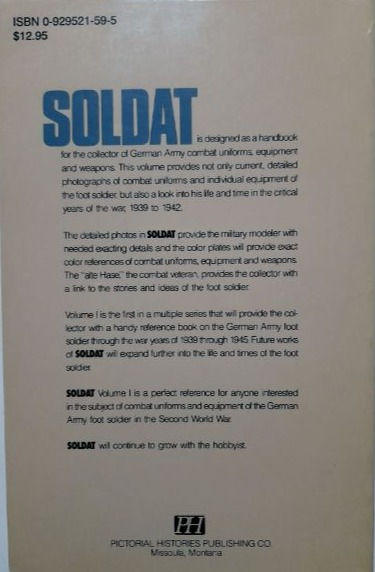 ISBN 0-929521-59-5
$12.95
SOLDAT is designed as a handbook
for the collector of German Army combat uniforms, equipment
and weapons. This volume provides not only current, detailed
photographs of combat uniforms and individual equipment of
the foot soldier, but also a look into his life and time in the critical
years of the war, 1939 to 1942.
The detailed photos in SOLDAT provide the military modeler with
needed exacting details and the color plates will provide exact
color references of combat uniforms, equipment and weapons.
The "alte Hase," the combat veteran, provides the collector with
a link to the stories and ideas of the foot soldier.
Volume I is the first in a multiple series that will provide the col-
lector with a handy reference book on the German Army foot
soldier through the war years of 1939 through 1945. Future works
of SOLDAT will expand further into the life and times of the foot
soldier.
SOLDAT Volume I is a perfect reference for anyone interested
in the subject of combat uniforms and equipment of the German
Army foot soldier in the Second World War.
SOLDAT will continue to grow with the hobbyist.
PH
PICTORIAL HISTORIES PUBLISHING CO.
Missoula, Montana